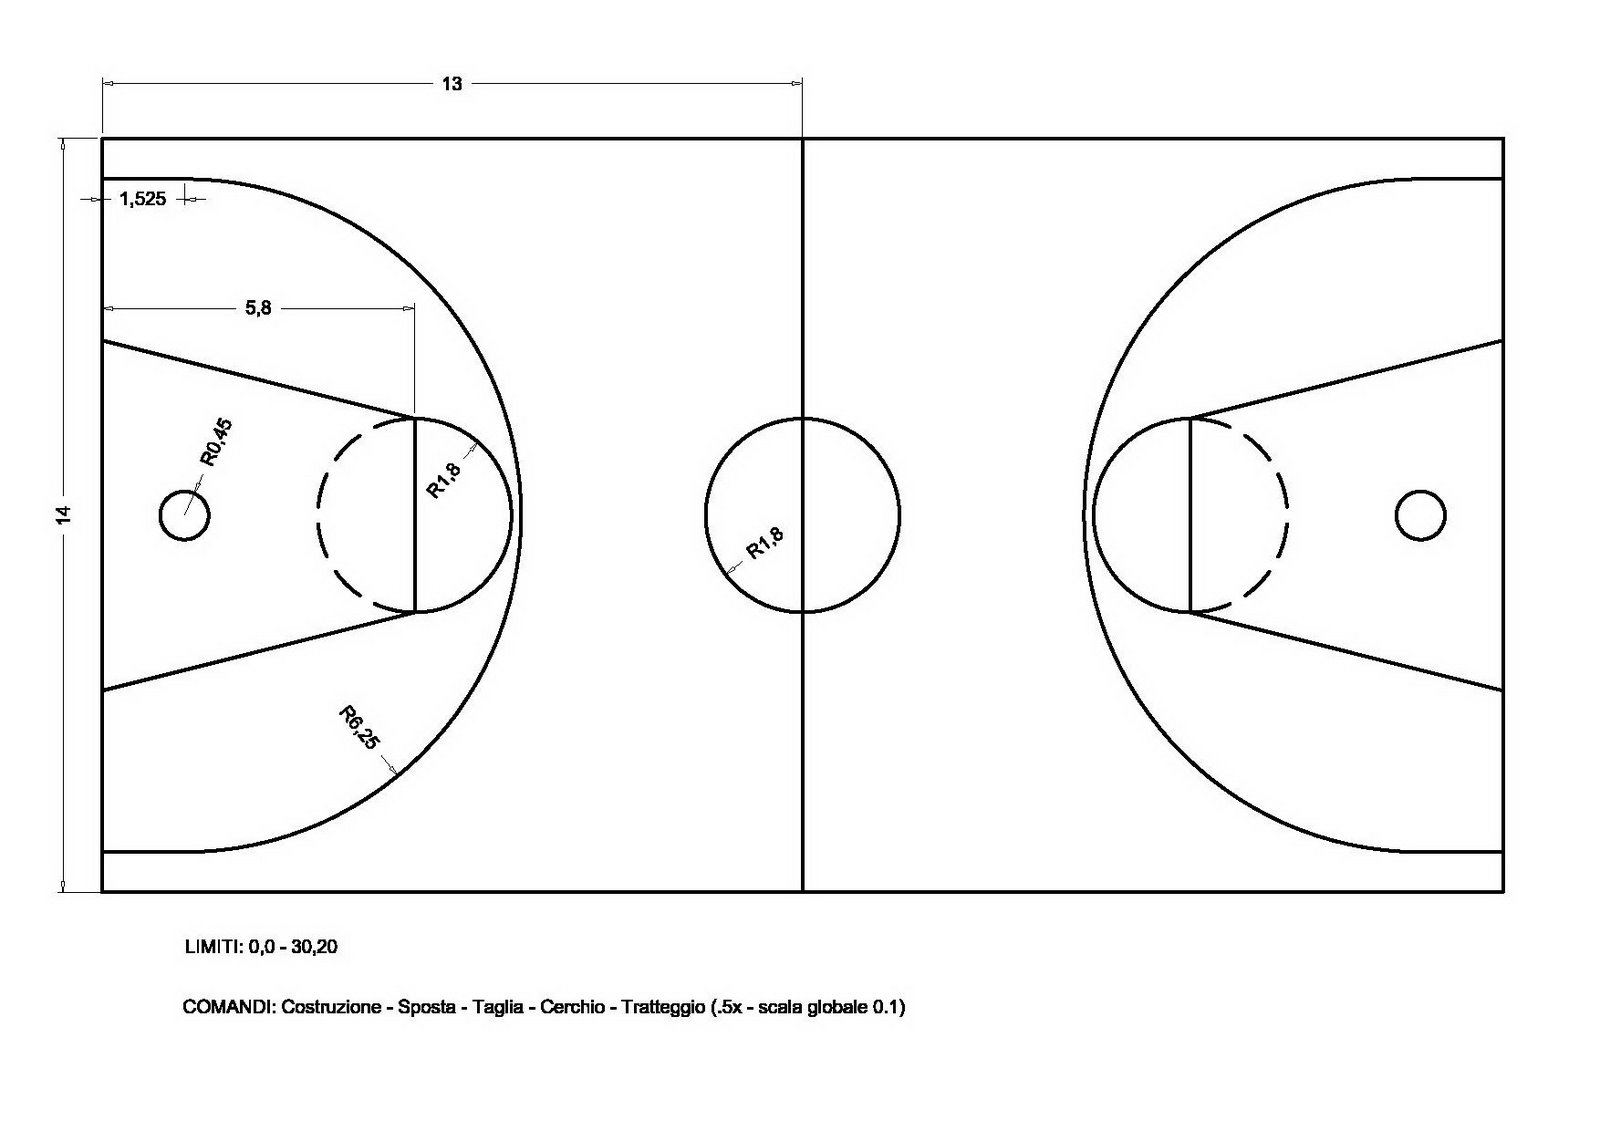 13
1,525
5,8
R0,45
R1,8
14
R1,8
R6,25
LIMITI: 0,0 - 30,20
COMANDI: Costruzione - Sposta - Taglia - Cerchio - Tratteggio (.5x - scala globale 0.1)